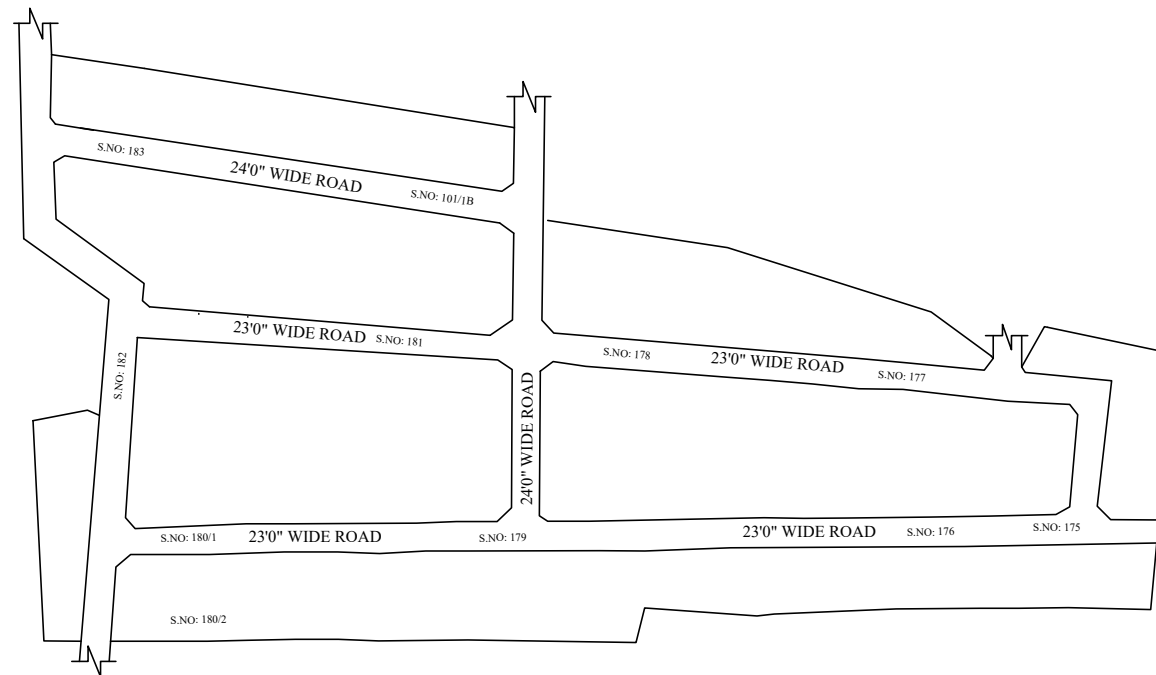 S.NO: 183
24'0" WIDE ROAD
S.NO: 101/1B
23'0" WIDE ROAD
S.NO: 181
S.NO: 178
23'0" WIDE ROAD
S.NO: 177
S.NO: 182
24'0" WIDE ROAD
S.NO: 180/1
23'0" WIDE ROAD
S.NO: 179
23'0" WIDE ROAD
S.NO: 176
S.NO: 175
S.NO: 180/2